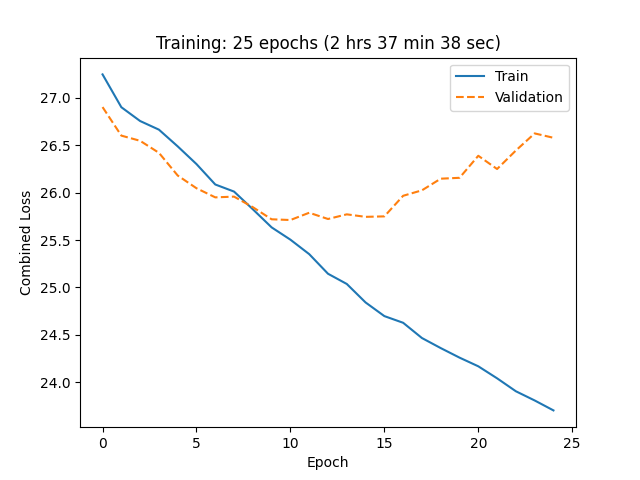 Training: 25 epochs (2 hrs 37 min 38 sec)
Train
Validation
Combined Loss
27.0
26.5
26.0
25.5
25.0
24.5
24.0
0 5 10 15 20 25
Epoch